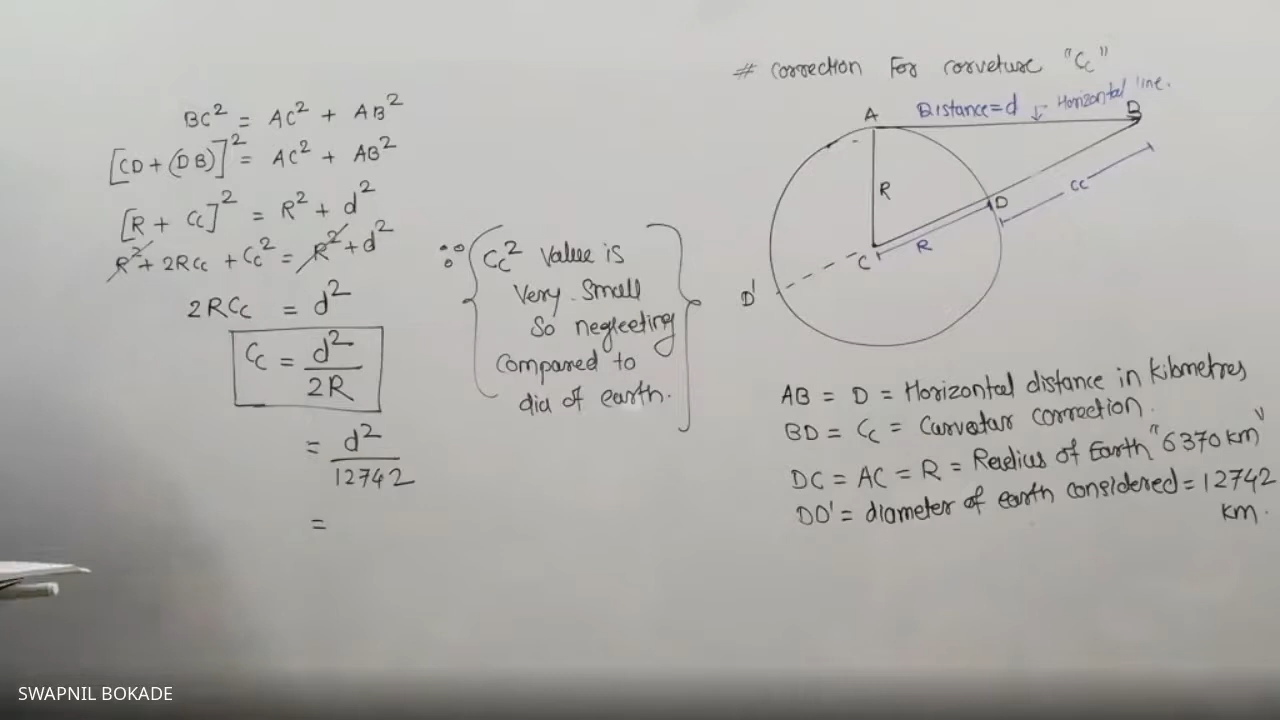 # Correction For corveture "Cc"
BC² = AC² + AB²
[CD + (DB)]² = AC² + AB²
[R + Cc]² = R² + d²
R² + 2RCc + Cc² = R² + d²
2RCc = d²
Cc = d²/2R
= d²/12742
=
∵ { Cc² Value is
Very small
So neglecting
Compared to
dia of earth. }
A
Distance = d
Horizontal line.
B
R
D
Cc
C
R
D'
AB = D = Horizontal distance in kilometres
BD = Cc = Carvatar correction.
DC = AC = R = Radius of Earth "6370 km"
DD' = diameter of earth considered = 12742
km.
SWAPNIL BOKADE